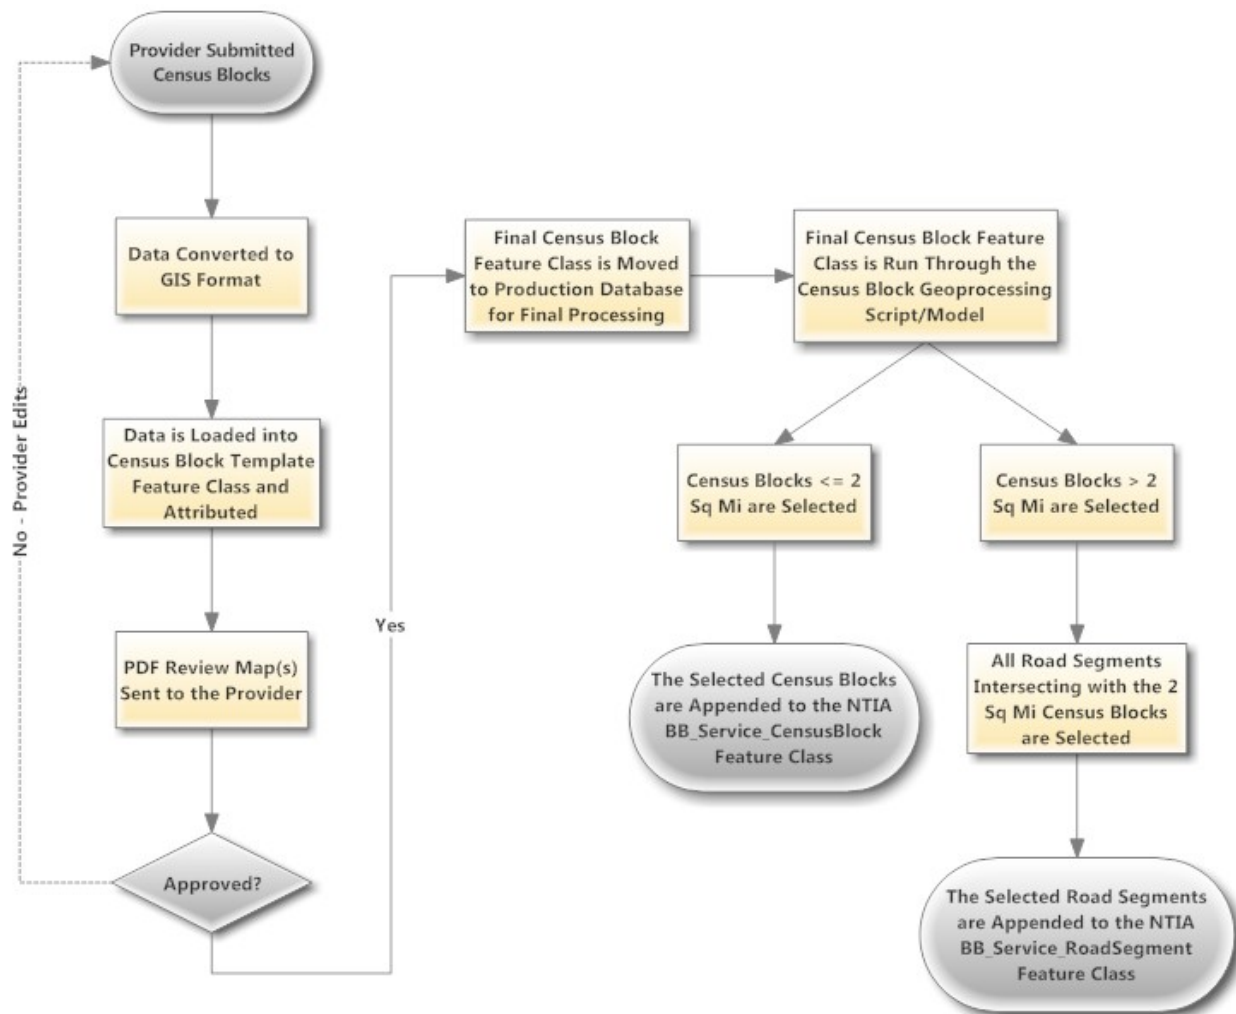 Provider Submitted
Census Blocks
Data Converted to
GIS Format
Data is Loaded into
Census Block Template
Feature Class and
Attributed
PDF Review Map(s)
Sent to the Provider
Approved?
No - Provider Edits
Yes
Final Census Block
Feature Class is Moved
to Production Database
for Final Processing
Final Census Block Feature
Class is Run Through the
Census Block Geoprocessing
Script/Model
Census Blocks <= 2
Sq Mi are Selected
The Selected Census Blocks
are Appended to the NTIA
BB_Service_CensusBlock
Feature Class
Census Blocks > 2
Sq Mi are Selected
All Road Segments
Intersecting with the 2
Sq Mi Census Blocks
are Selected
The Selected Road Segments
are Appended to the NTIA
BB_Service_RoadSegment
Feature Class